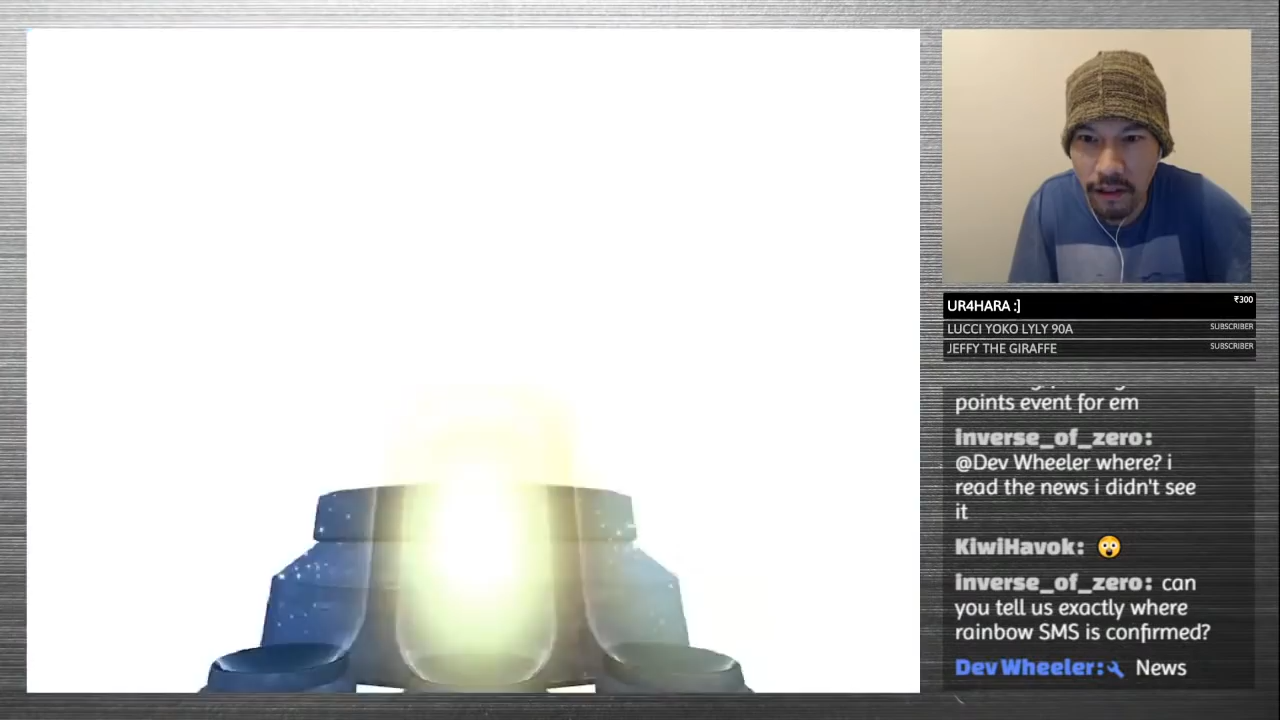 UR4HARA :]
₹300
LUCCI YOKO LYLY 90A
SUBSCRIBER
JEFFY THE GIRAFFE
SUBSCRIBER
points event for em
inverse_of_zero:
@Dev Wheeler where? i
read the news i didn't see
it
KiwiHavok: 😲
inverse_of_zero: can
you tell us exactly where
rainbow SMS is confirmed?
Dev Wheeler: News